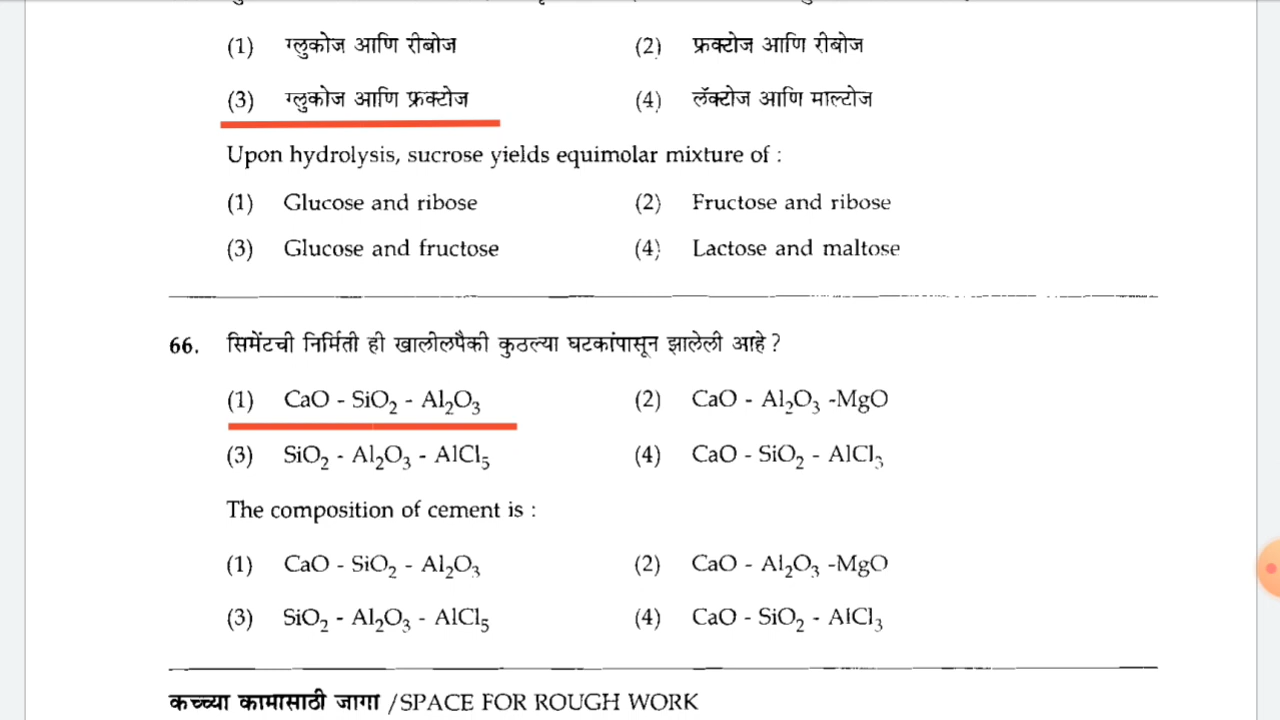 (1) ग्लुकोज आणि रीबोज (2) फ्रक्टोज आणि रीबोज
(3) ग्लुकोज आणि फ्रक्टोज (4) लॅक्टोज आणि माल्टोज
Upon hydrolysis, sucrose yields equimolar mixture of :
(1) Glucose and ribose (2) Fructose and ribose
(3) Glucose and fructose (4) Lactose and maltose
66. सिमेंटची निर्मिती ही खालीलपैकी कुठल्या घटकांपासून झालेली आहे ?
(1) CaO - SiO₂ - Al₂O₃ (2) CaO - Al₂O₃ -MgO
(3) SiO₂ - Al₂O₃ - AlCl₅ (4) CaO - SiO₂ - AlCl₃
The composition of cement is :
(1) CaO - SiO₂ - Al₂O₃ (2) CaO - Al₂O₃ -MgO
(3) SiO₂ - Al₂O₃ - AlCl₅ (4) CaO - SiO₂ - AlCl₃
कच्च्या कामासाठी जागा /SPACE FOR ROUGH WORK